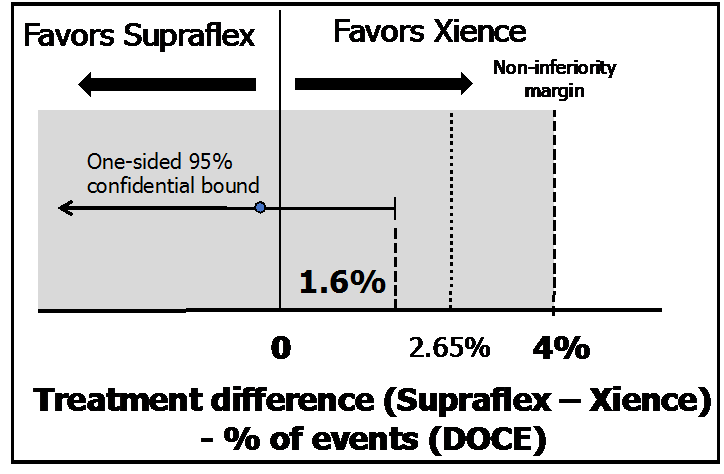 Favors Supraflex
Favors Xience
Non-inferiority
margin
One-sided 95%
confidential bound
1.6%
0
2.65%
4%
Treatment difference (Supraflex – Xience)
- % of events (DOCE)